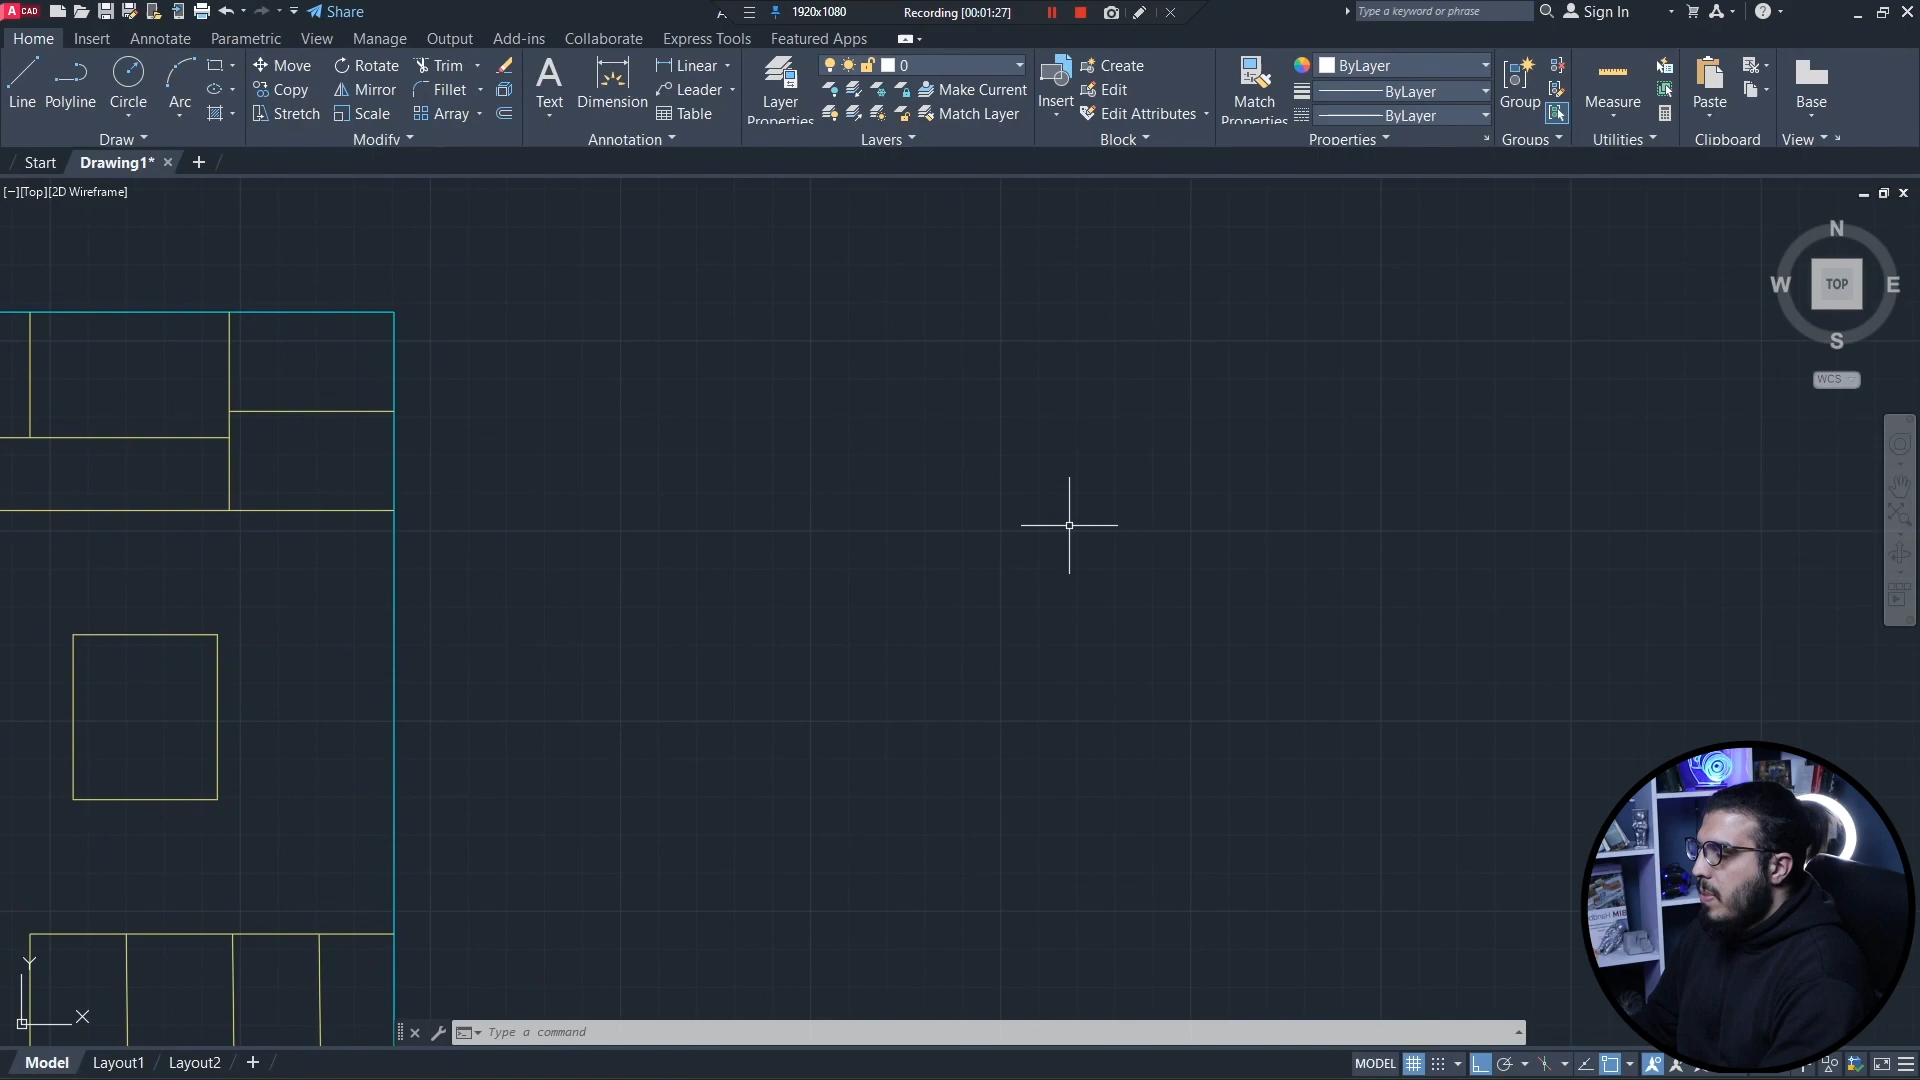 A CAD Share 1920x1080 Recording [00:01:27] Type a keyword or phrase Sign In
Home Insert Annotate Parametric View Manage Output Add-ins Collaborate Express Tools Featured Apps
Line Polyline Circle Arc
Move Rotate Trim
Copy Mirror Fillet
Stretch Scale Array
Text Dimension
Linear
Leader
Table
Layer
Properties
0
Make Current
Match Layer
Insert
Create
Edit
Edit Attributes
Match
Properties
ByLayer
ByLayer
ByLayer
Group
Measure
Paste
Base
Draw Modify Annotation Layers Block Properties Groups Utilities Clipboard View
Start Drawing1* +
[−][Top][2D Wireframe]
N
W TOP E
S
WCS
Y
X
Type a command
Model Layout1 Layout2 + MODEL